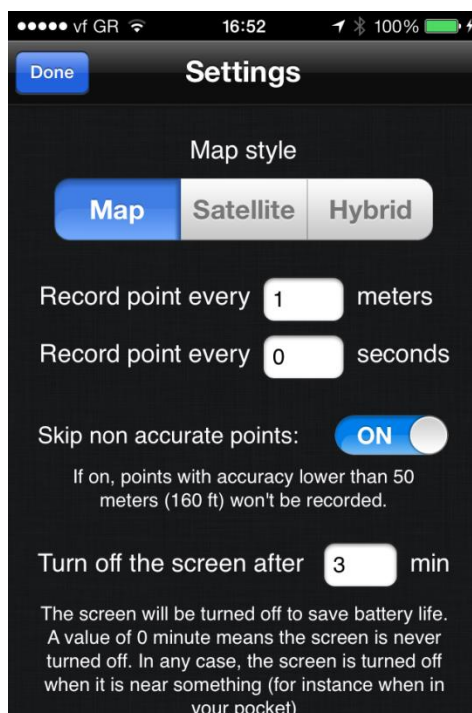 vf GR 16:52 100%
Done Settings
Map style
Map Satellite Hybrid
Record point every 1 meters
Record point every 0 seconds
Skip non accurate points: ON
If on, points with accuracy lower than 50
meters (160 ft) won't be recorded.
Turn off the screen after 3 min
The screen will be turned off to save battery life.
A value of 0 minute means the screen is never
turned off. In any case, the screen is turned off
when it is near something (for instance when in
your pocket)